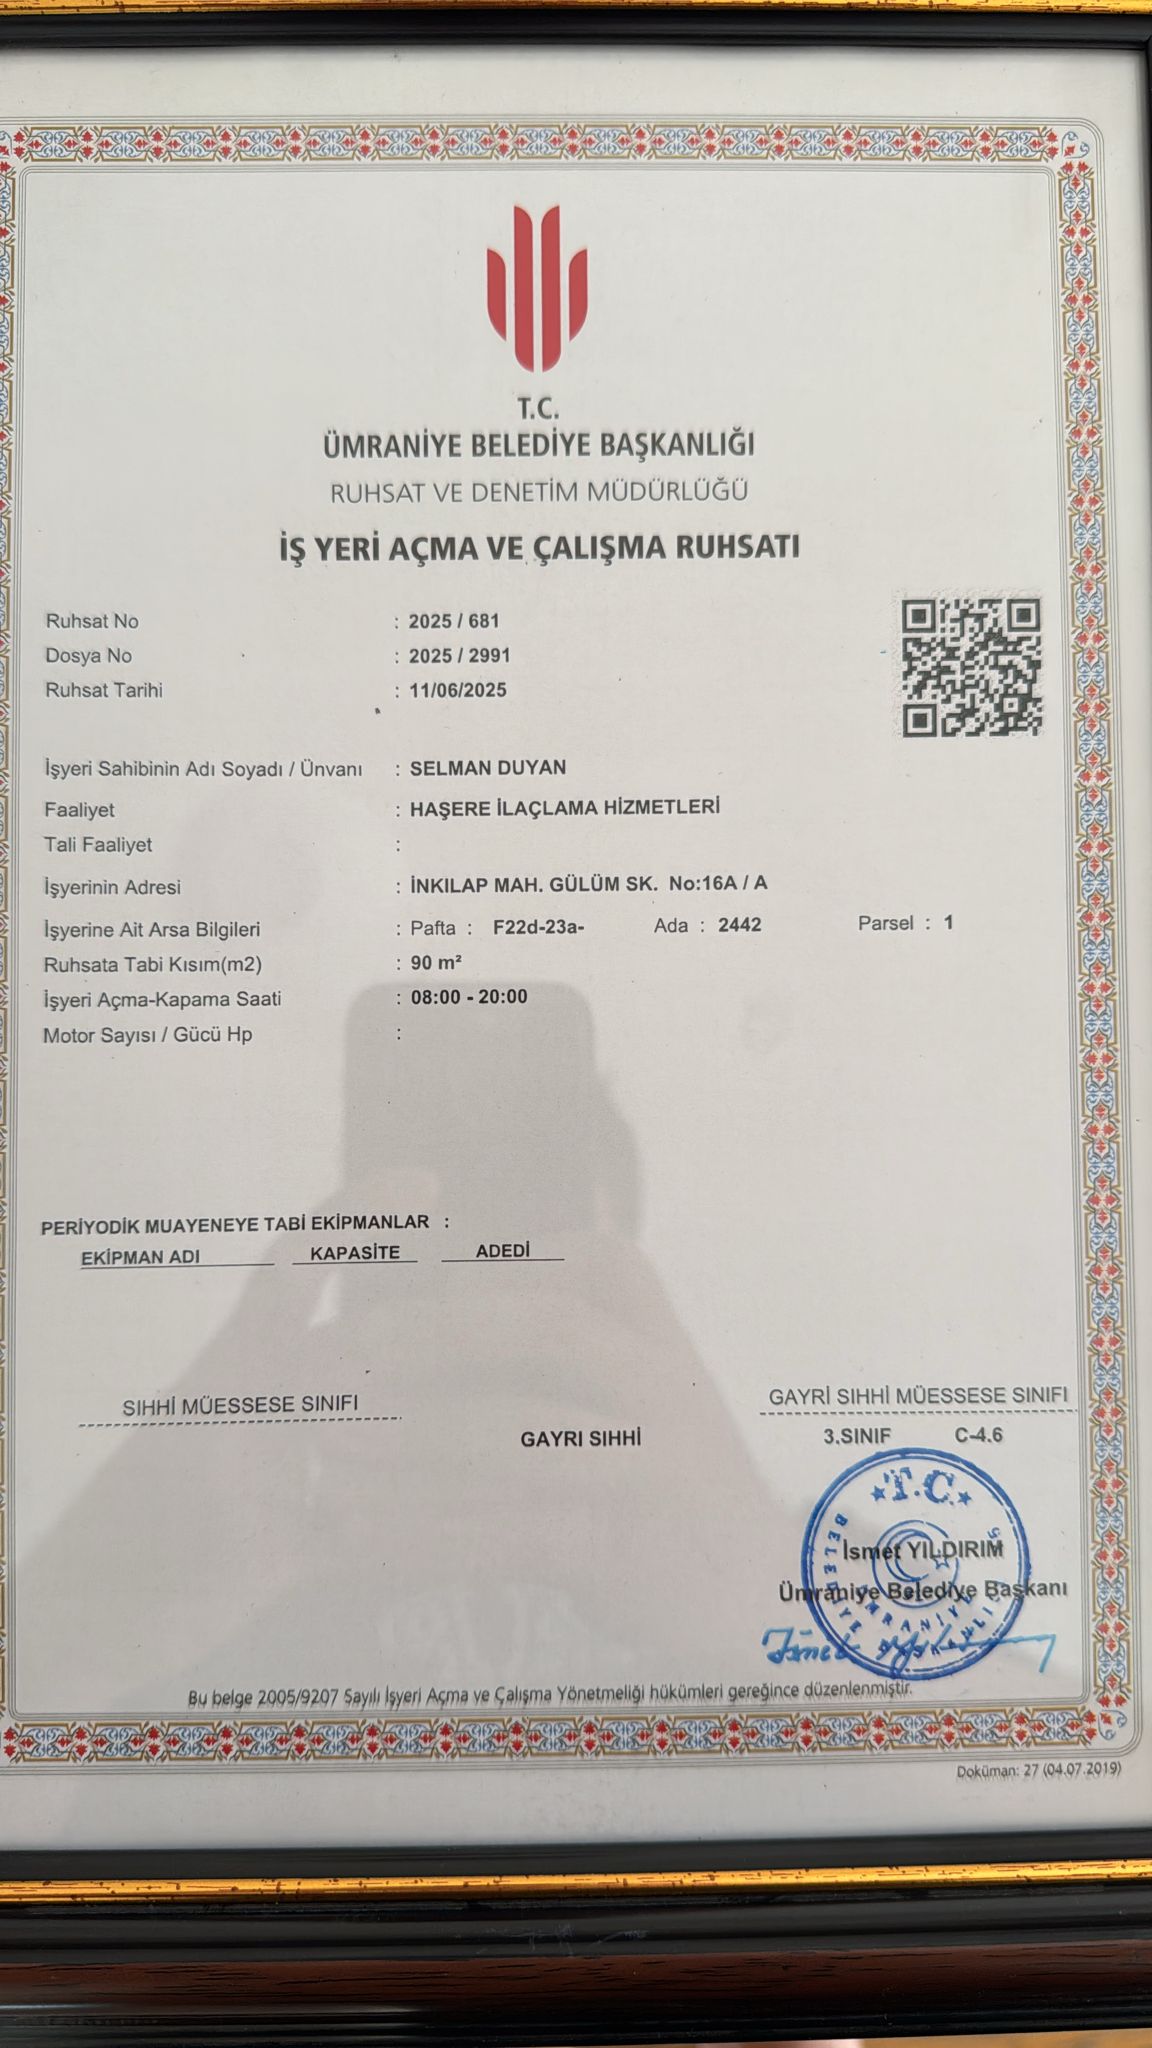 T.C.
ÜMRANİYE BELEDİYE BAŞKANLIĞI
RUHSAT VE DENETİM MÜDÜRLÜĞÜ
İŞ YERİ AÇMA VE ÇALIŞMA RUHSATI
Ruhsat No : 2025 / 681
Dosya No : 2025 / 2991
Ruhsat Tarihi : 11/06/2025
İşyeri Sahibinin Adı Soyadı / Ünvanı : SELMAN DUYAN
Faaliyet : HAŞERE İLAÇLAMA HİZMETLERİ
Tali Faaliyet :
İşyerinin Adresi : İNKILAP MAH. GÜLÜM SK. No:16A / A
İşyerine Ait Arsa Bilgileri : Pafta : F22d-23a- Ada : 2442 Parsel : 1
Ruhsata Tabi Kısım(m2) : 90 m²
İşyeri Açma-Kapama Saati : 08:00 - 20:00
Motor Sayısı / Gücü Hp :
PERİYODİK MUAYENEYE TABİ EKİPMANLAR :
EKİPMAN ADI KAPASİTE ADEDİ
SIHHİ MÜESSESE SINIFI GAYRİ SIHHİ MÜESSESE SINIFI
GAYRI SIHHİ 3.SINIF C-4.6
T.C.
İsmet YILDIRIM
Ümraniye Belediye Başkanı
Bu belge 2005/9207 Sayılı İşyeri Açma ve Çalışma Yönetmeliği hükümleri gereğince düzenlenmiştir.
Doküman: 27 (04.07.2019)